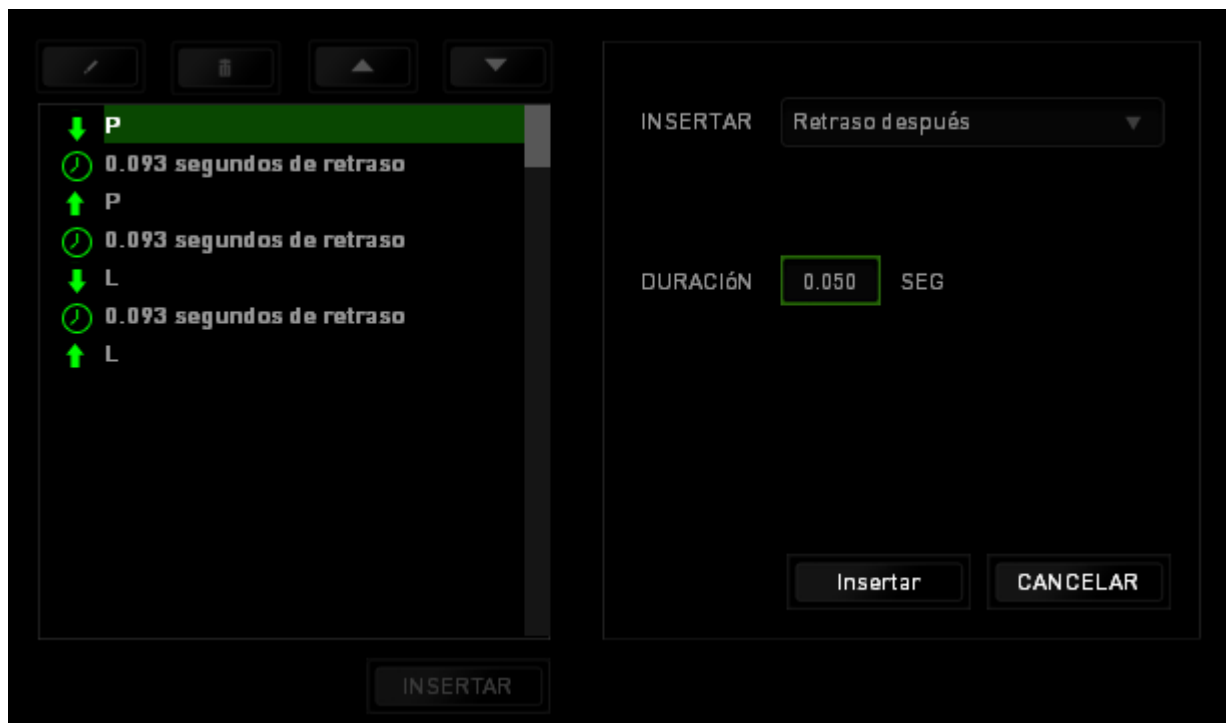 P
0.093 segundos de retraso
P
0.093 segundos de retraso
L
0.093 segundos de retraso
L
INSERTAR
INSERTAR Retraso después
DURACIóN 0.050 SEG
Insertar CANCELAR